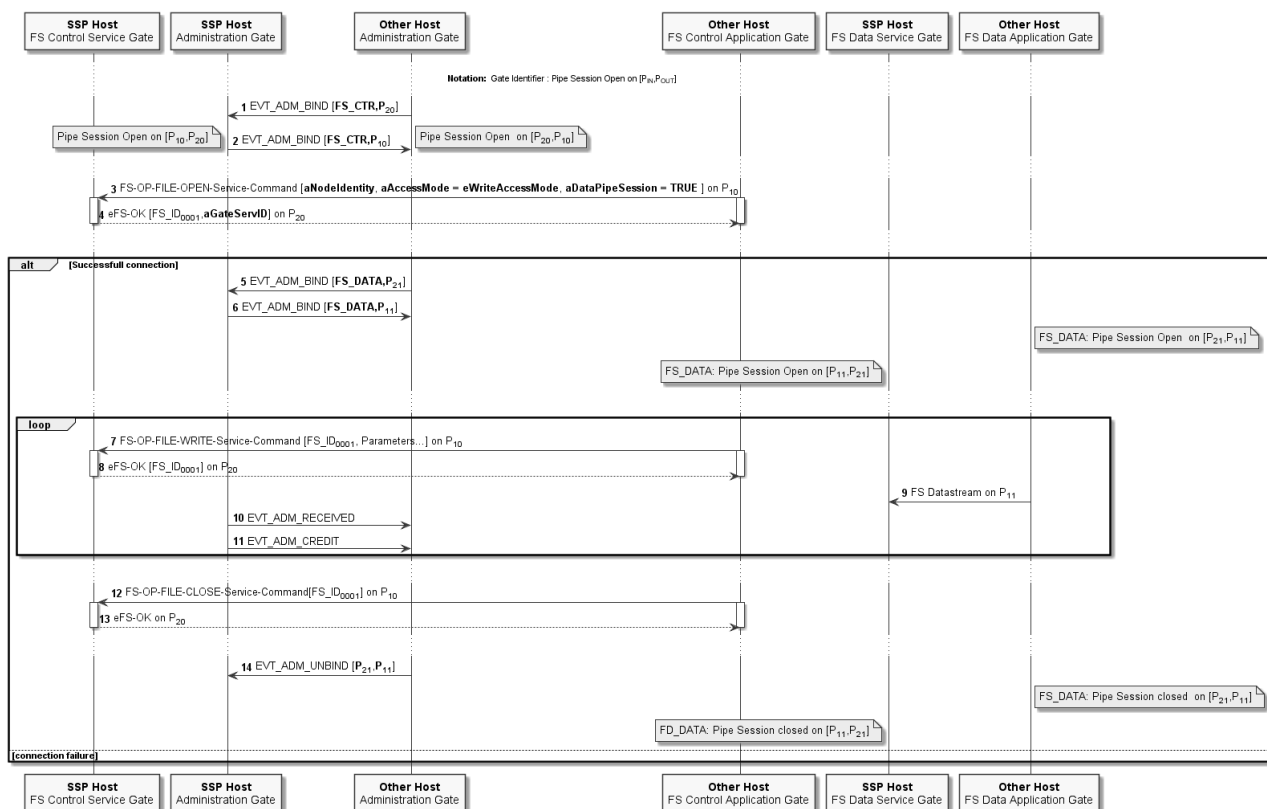 SSP Host
FS Control Service Gate
SSP Host
Administration Gate
Other Host
Administration Gate
Other Host
FS Control Application Gate
SSP Host
FS Data Service Gate
Other Host
FS Data Application Gate
Notation: Gate Identifier : Pipe Session Open on [PIN,POUT]
1 EVT_ADM_BIND [FS_CTR,P20]
Pipe Session Open on [P10,P20]
2 EVT_ADM_BIND [FS_CTR,P10]
Pipe Session Open on [P20,P10]
3 FS-OP-FILE-OPEN-Service-Command [aNodeIdentity, aAccessMode = eWriteAccessMode, aDataPipeSession = TRUE ] on P10
4 eFS-OK [FS_ID0001,aGateServID] on P20
alt [Successfull connection]
5 EVT_ADM_BIND [FS_DATA,P21]
6 EVT_ADM_BIND [FS_DATA,P11]
FS_DATA: Pipe Session Open on [P21,P11]
FS_DATA: Pipe Session Open on [P11,P21]
loop
7 FS-OP-FILE-WRITE-Service-Command [FS_ID0001, Parameters...] on P10
8 eFS-OK [FS_ID0001] on P20
9 FS Datastream on P11
10 EVT_ADM_RECEIVED
11 EVT_ADM_CREDIT
12 FS-OP-FILE-CLOSE-Service-Command[FS_ID0001] on P10
13 eFS-OK on P20
14 EVT_ADM_UNBIND [P21,P11]
FS_DATA: Pipe Session closed on [P21,P11]
FD_DATA: Pipe Session closed on [P11,P21]
[connection failure]
SSP Host
FS Control Service Gate
SSP Host
Administration Gate
Other Host
Administration Gate
Other Host
FS Control Application Gate
SSP Host
FS Data Service Gate
Other Host
FS Data Application Gate